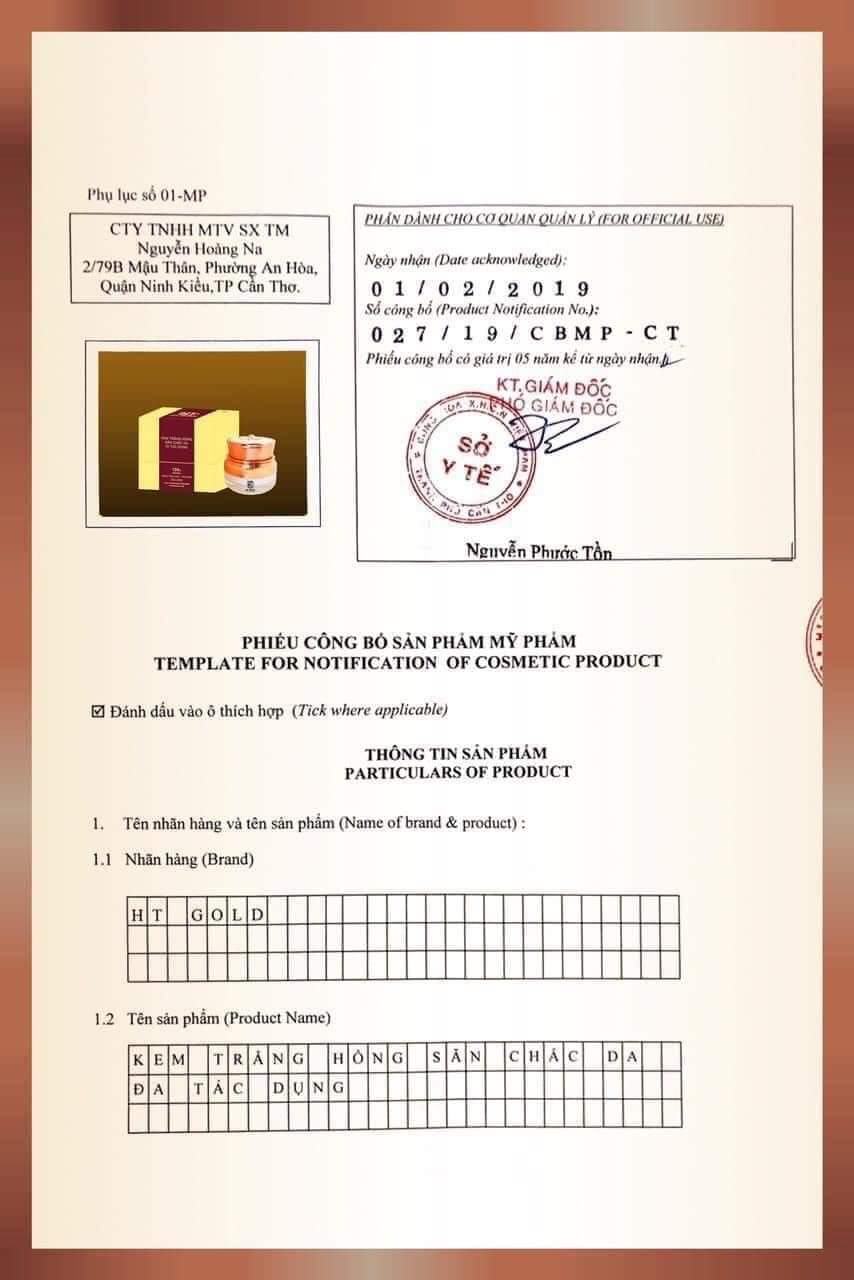 Phụ lục số 01-MP
CTY TNHH MTV SX TM
Nguyễn Hoàng Na
2/79B Mậu Thân, Phường An Hòa,
Quận Ninh Kiều,TP Cần Thơ.
PHẦN DÀNH CHO CƠ QUAN QUẢN LÝ (FOR OFFICIAL USE)
Ngày nhận (Date acknowledged):
01/02/2019
Số công bố (Product Notification No.):
027/19/CBMP-CT
Phiếu công bố có giá trị 05 năm kể từ ngày nhận
KT.GIÁM ĐỐC
PHÓ GIÁM ĐỐC
SỞ
Y TẾ
THÀNH PHỐ CẦN THƠ
Nguyễn Phước Tồn
PHIẾU CÔNG BỐ SẢN PHẨM MỸ PHẨM
TEMPLATE FOR NOTIFICATION OF COSMETIC PRODUCT
☑ Đánh dấu vào ô thích hợp (Tick where applicable)
THÔNG TIN SẢN PHẨM
PARTICULARS OF PRODUCT
1. Tên nhãn hàng và tên sản phẩm (Name of brand & product) :
1.1 Nhãn hàng (Brand)
HT GOLD
1.2 Tên sản phẩm (Product Name)
KEM TRẮNG HỒNG SĂN CHẮC DA
ĐA TÁC DỤNG